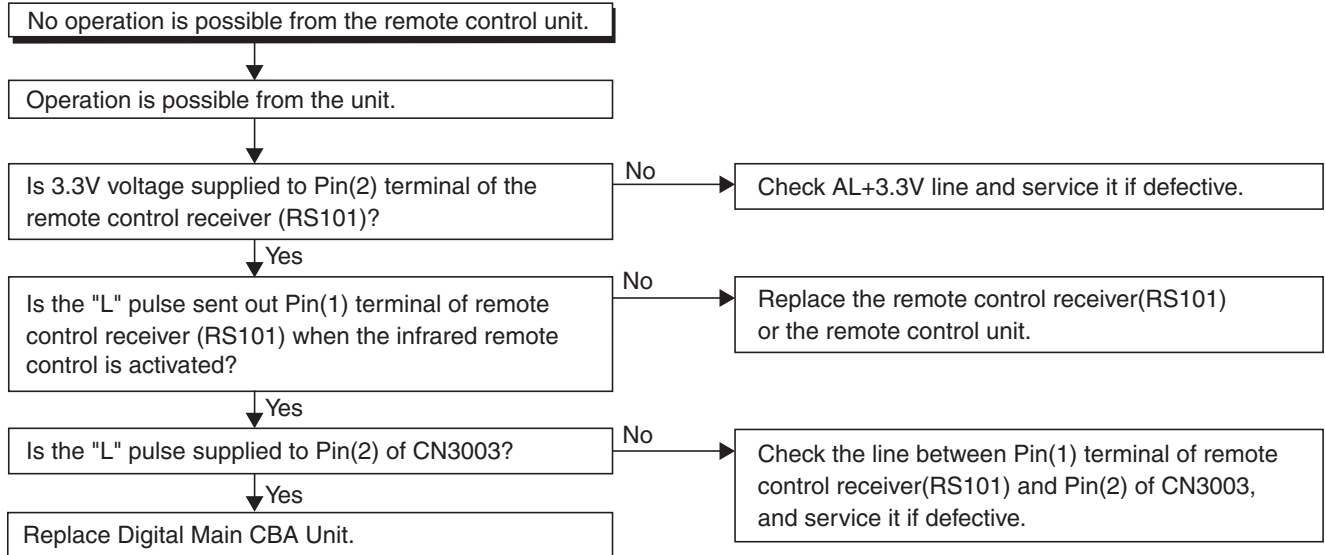 No operation is possible from the remote control unit.
Operation is possible from the unit.
Is 3.3V voltage supplied to Pin(2) terminal of the
remote control receiver (RS101)?
No
Check AL+3.3V line and service it if defective.
Yes
Is the "L" pulse sent out Pin(1) terminal of remote
control receiver (RS101) when the infrared remote
control is activated?
No
Replace the remote control receiver(RS101)
or the remote control unit.
Yes
Is the "L" pulse supplied to Pin(2) of CN3003?
No
Check the line between Pin(1) terminal of remote
control receiver(RS101) and Pin(2) of CN3003,
and service it if defective.
Yes
Replace Digital Main CBA Unit.